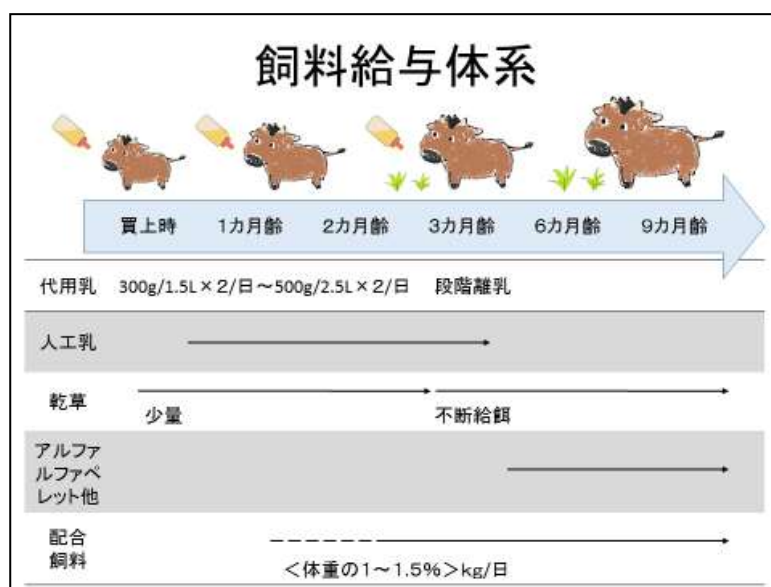 飼料給与体系
買上時 1カ月齢 2カ月齢 3カ月齢 6カ月齢 9カ月齢
代用乳 300g/1.5L×2/日～500g/2.5L×2/日 段階離乳
人工乳
乾草
少量 不断給餌
アルファ
ルファペ
レット他
配合
飼料
＜体重の1～1.5%＞kg/日